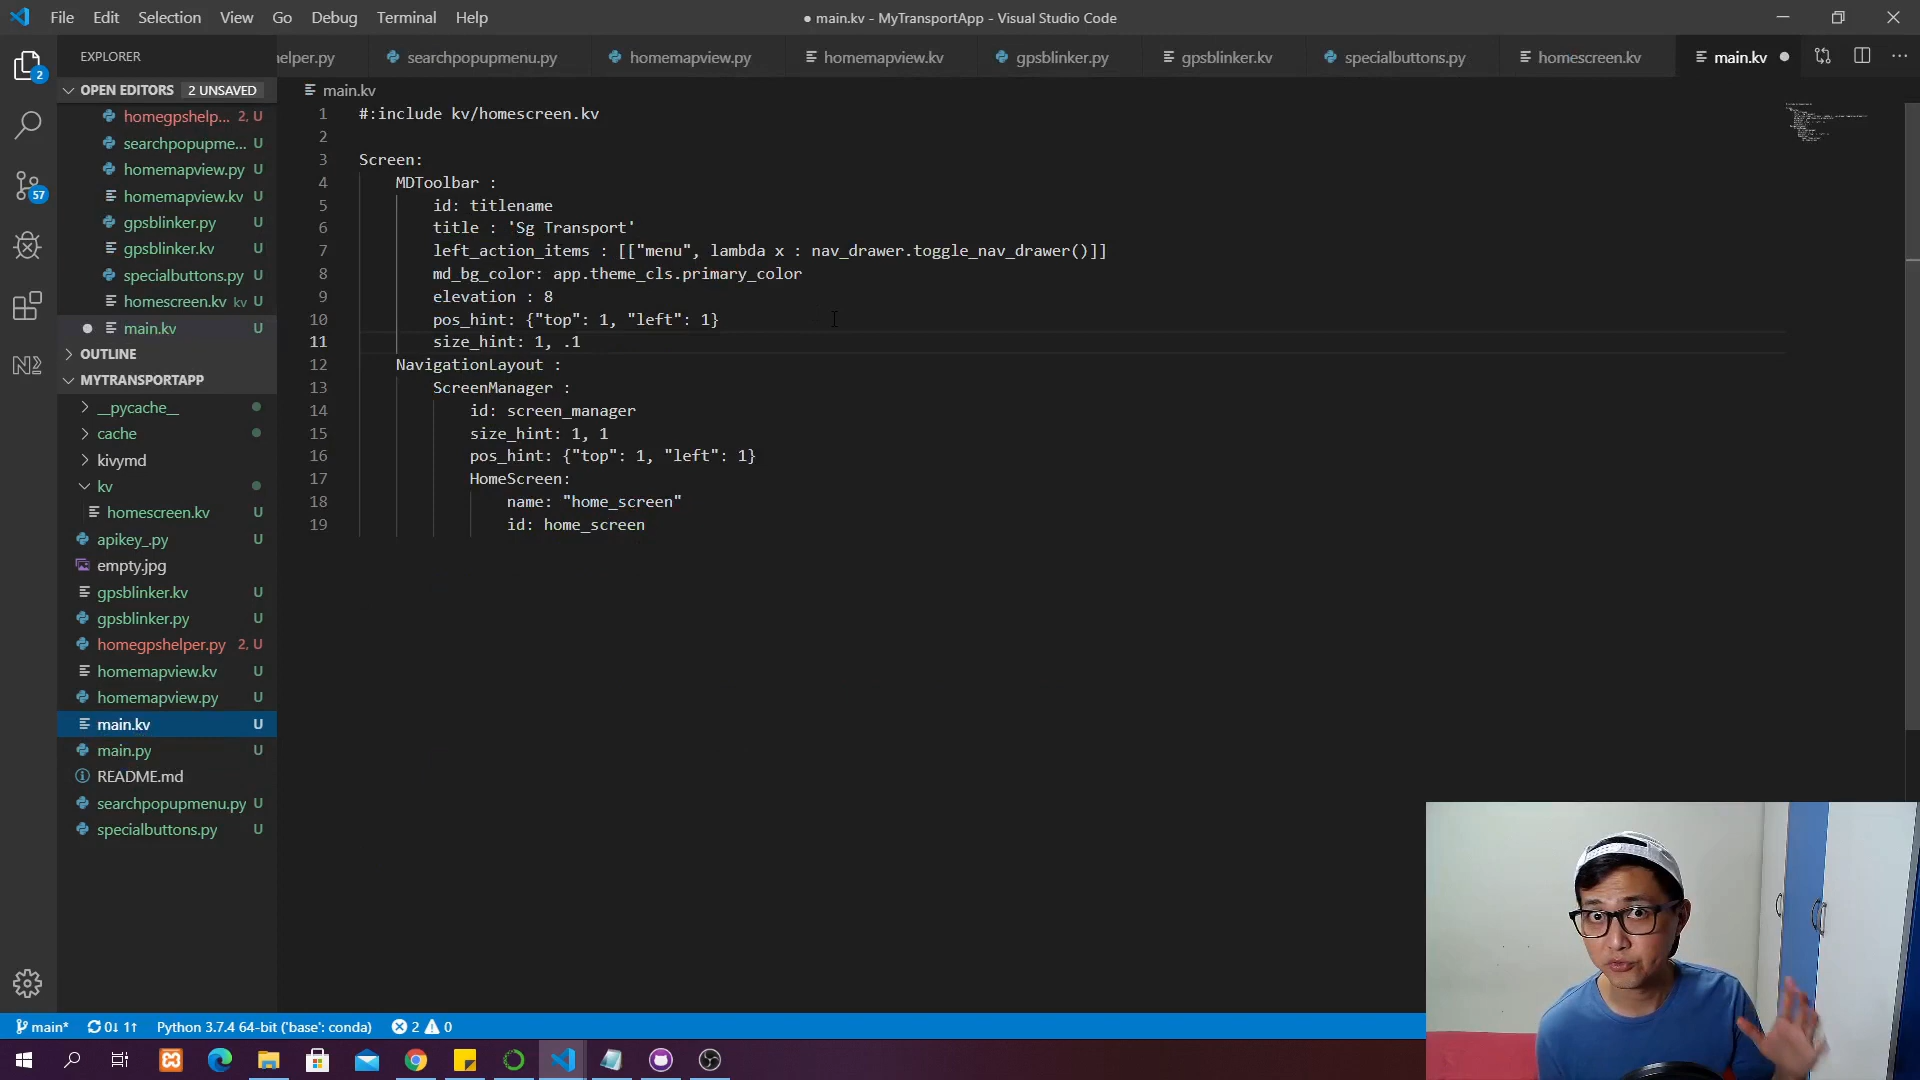 File Edit Selection View Go Debug Terminal Help
● main.kv - MyTransportApp - Visual Studio Code
EXPLORER
elper.py
searchpopupmenu.py
homemapview.py
homemapview.kv
gpsblinker.py
gpsblinker.kv
specialbuttons.py
homescreen.kv
main.kv
OPEN EDITORS 2 UNSAVED
homegpshelp... 2, U
searchpopupme... U
homemapview.py U
homemapview.kv U
gpsblinker.py U
gpsblinker.kv U
specialbuttons.py U
homescreen.kv kv U
main.kv U
OUTLINE
MYTRANSPORTAPP
__pycache__
cache
kivymd
kv
homescreen.kv U
apikey_.py U
empty.jpg
gpsblinker.kv U
gpsblinker.py U
homegpshelper.py 2, U
homemapview.kv U
homemapview.py U
main.kv U
main.py U
README.md
searchpopupmenu.py U
specialbuttons.py U
2
57
main.kv
1 #:include kv/homescreen.kv
2
3 Screen:
4 MDToolbar :
5 id: titlename
6 title : 'Sg Transport'
7 left_action_items : [["menu", lambda x : nav_drawer.toggle_nav_drawer()]]
8 md_bg_color: app.theme_cls.primary_color
9 elevation : 8
10 pos_hint: {"top": 1, "left": 1}
11 size_hint: 1, .1
12 NavigationLayout :
13 ScreenManager :
14 id: screen_manager
15 size_hint: 1, 1
16 pos_hint: {"top": 1, "left": 1}
17 HomeScreen:
18 name: "home_screen"
19 id: home_screen
main* 0↓ 1↑ Python 3.7.4 64-bit ('base': conda) 2 0